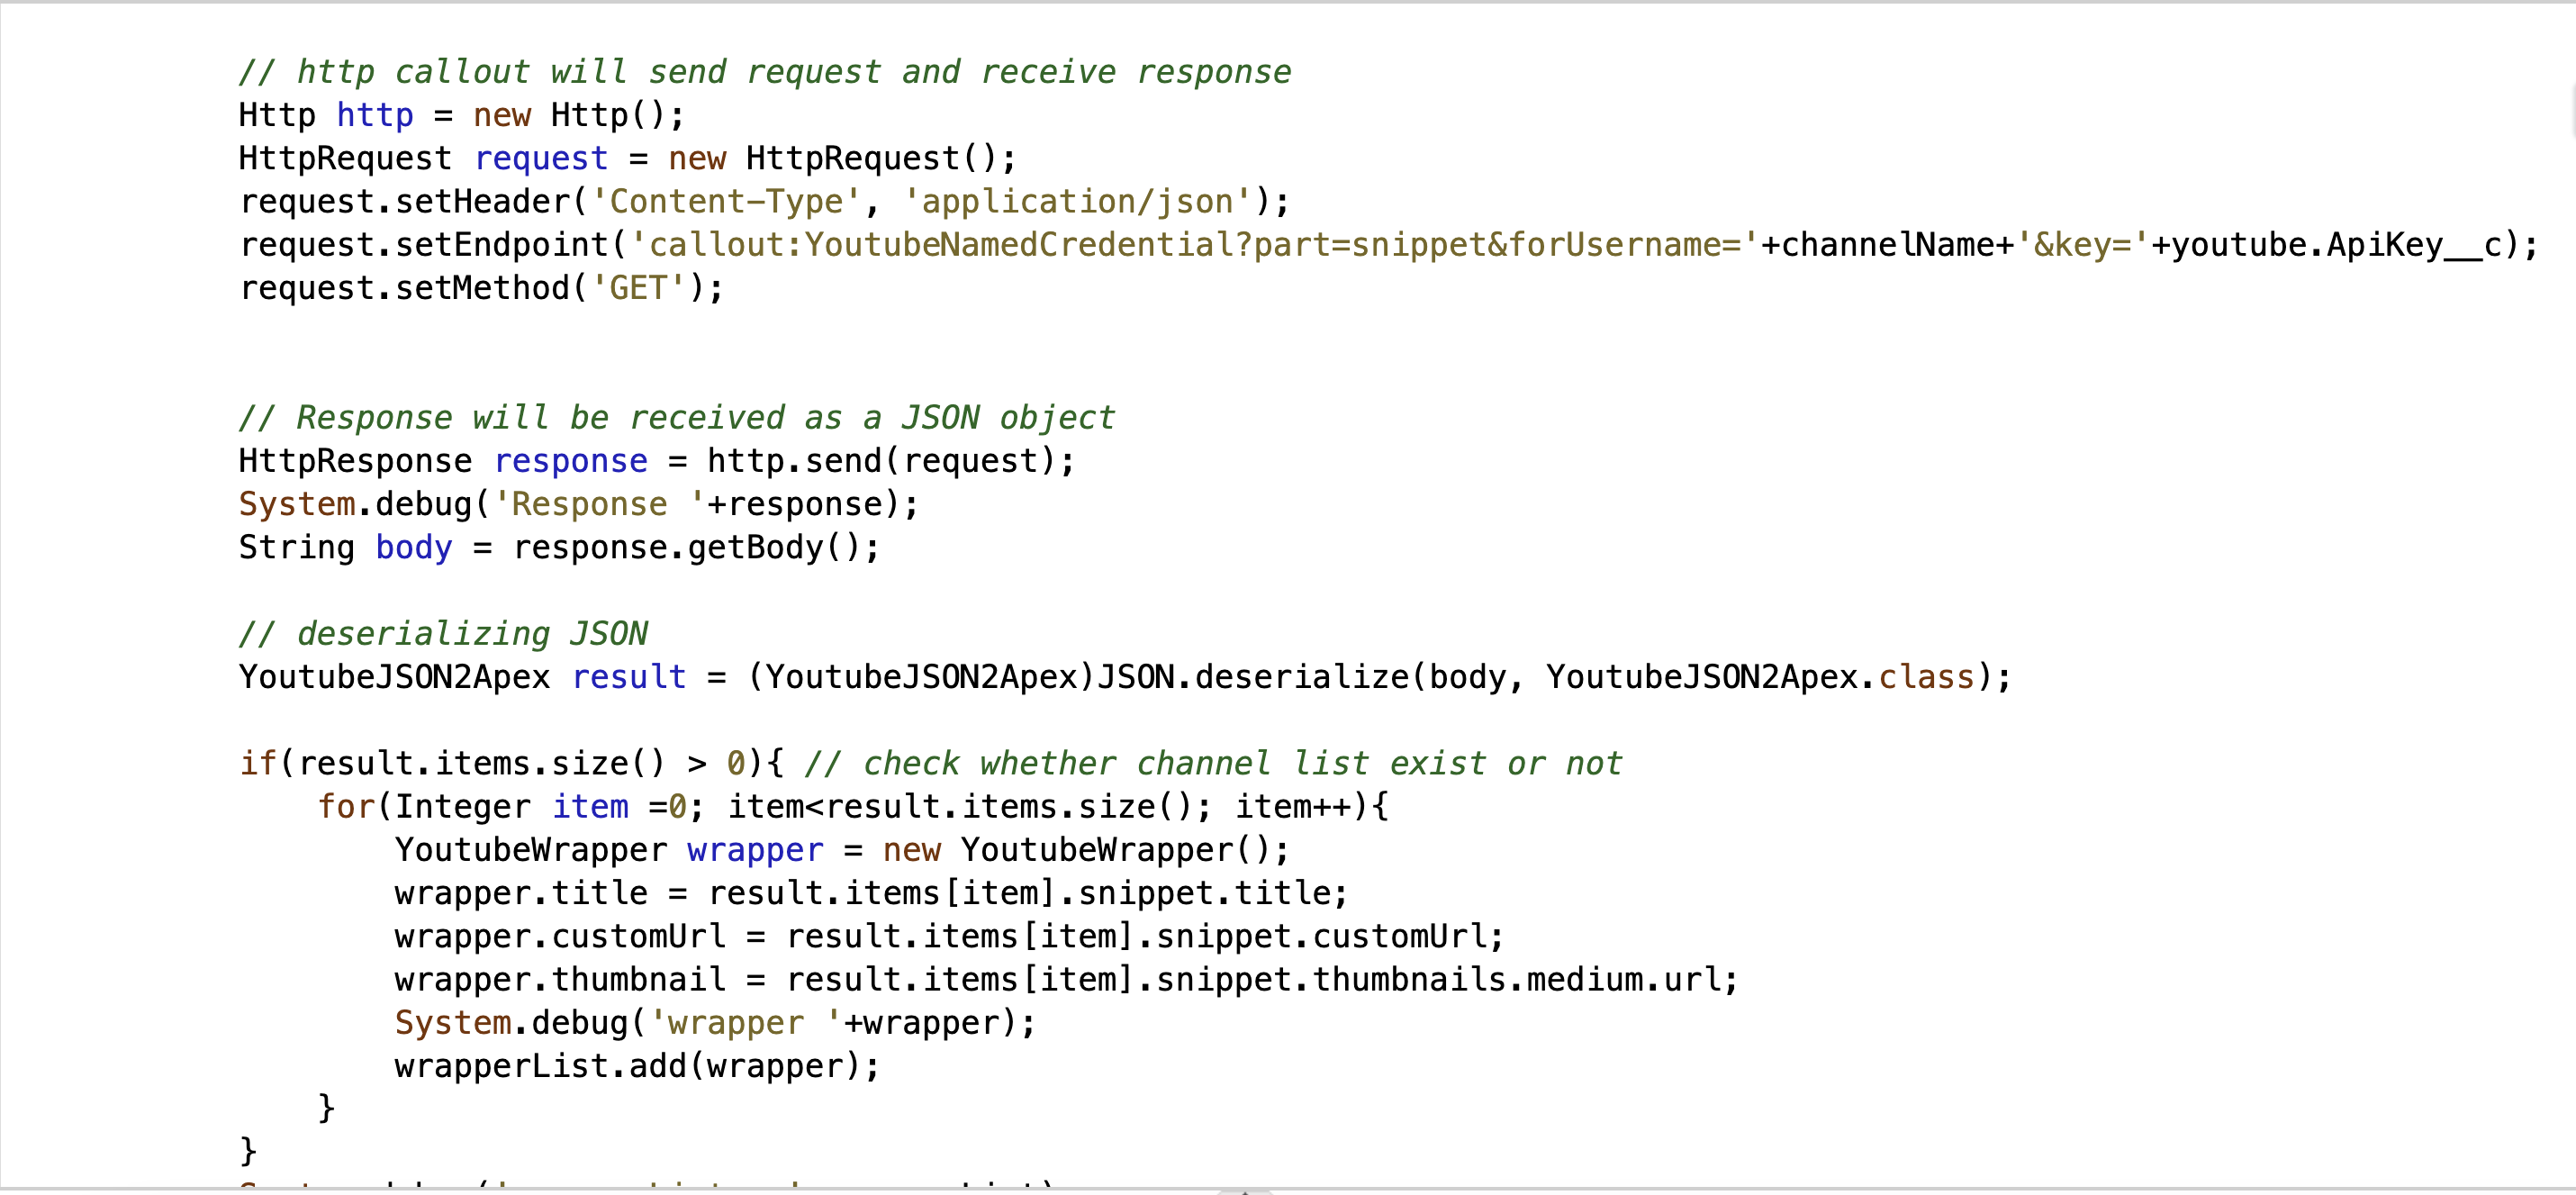 // http callout will send request and receive response
Http http = new Http();
HttpRequest request = new HttpRequest();
request.setHeader('Content-Type', 'application/json');
request.setEndpoint('callout:YoutubeNamedCredential?part=snippet&forUsername='+channelName+'&key='+youtube.ApiKey__c);
request.setMethod('GET');
// Response will be received as a JSON object
HttpResponse response = http.send(request);
System.debug('Response '+response);
String body = response.getBody();
// deserializing JSON
YoutubeJSON2Apex result = (YoutubeJSON2Apex)JSON.deserialize(body, YoutubeJSON2Apex.class);
if(result.items.size() > 0){ // check whether channel list exist or not
for(Integer item =0; item<result.items.size(); item++){
YoutubeWrapper wrapper = new YoutubeWrapper();
wrapper.title = result.items[item].snippet.title;
wrapper.customUrl = result.items[item].snippet.customUrl;
wrapper.thumbnail = result.items[item].snippet.thumbnails.medium.url;
System.debug('wrapper '+wrapper);
wrapperList.add(wrapper);
}
}